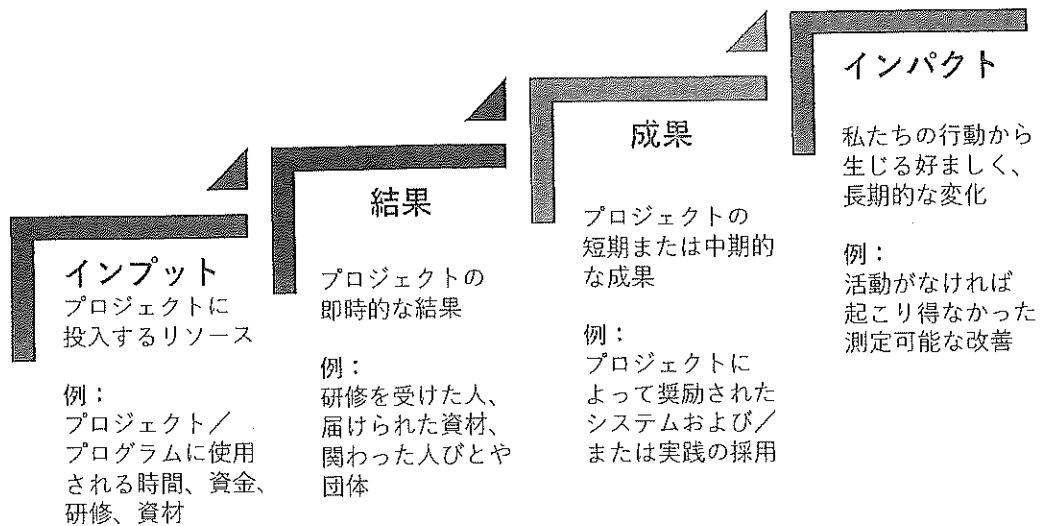 インプット
プロジェクトに
投入するリソース
例：
プロジェクト／
プログラムに使用
される時間、資金、
研修、資材
結果
プロジェクトの
即時的な結果
例：
研修を受けた人、
届けられた資材、
関わった人びとや
団体
成果
プロジェクトの
短期または中期的
な成果
例：
プロジェクトに
よって奨励された
システムおよび／
または実践の採用
インパクト
私たちの行動から
生じる好ましく、
長期的な変化
例：
活動がなければ
起こり得なかった
測定可能な改善